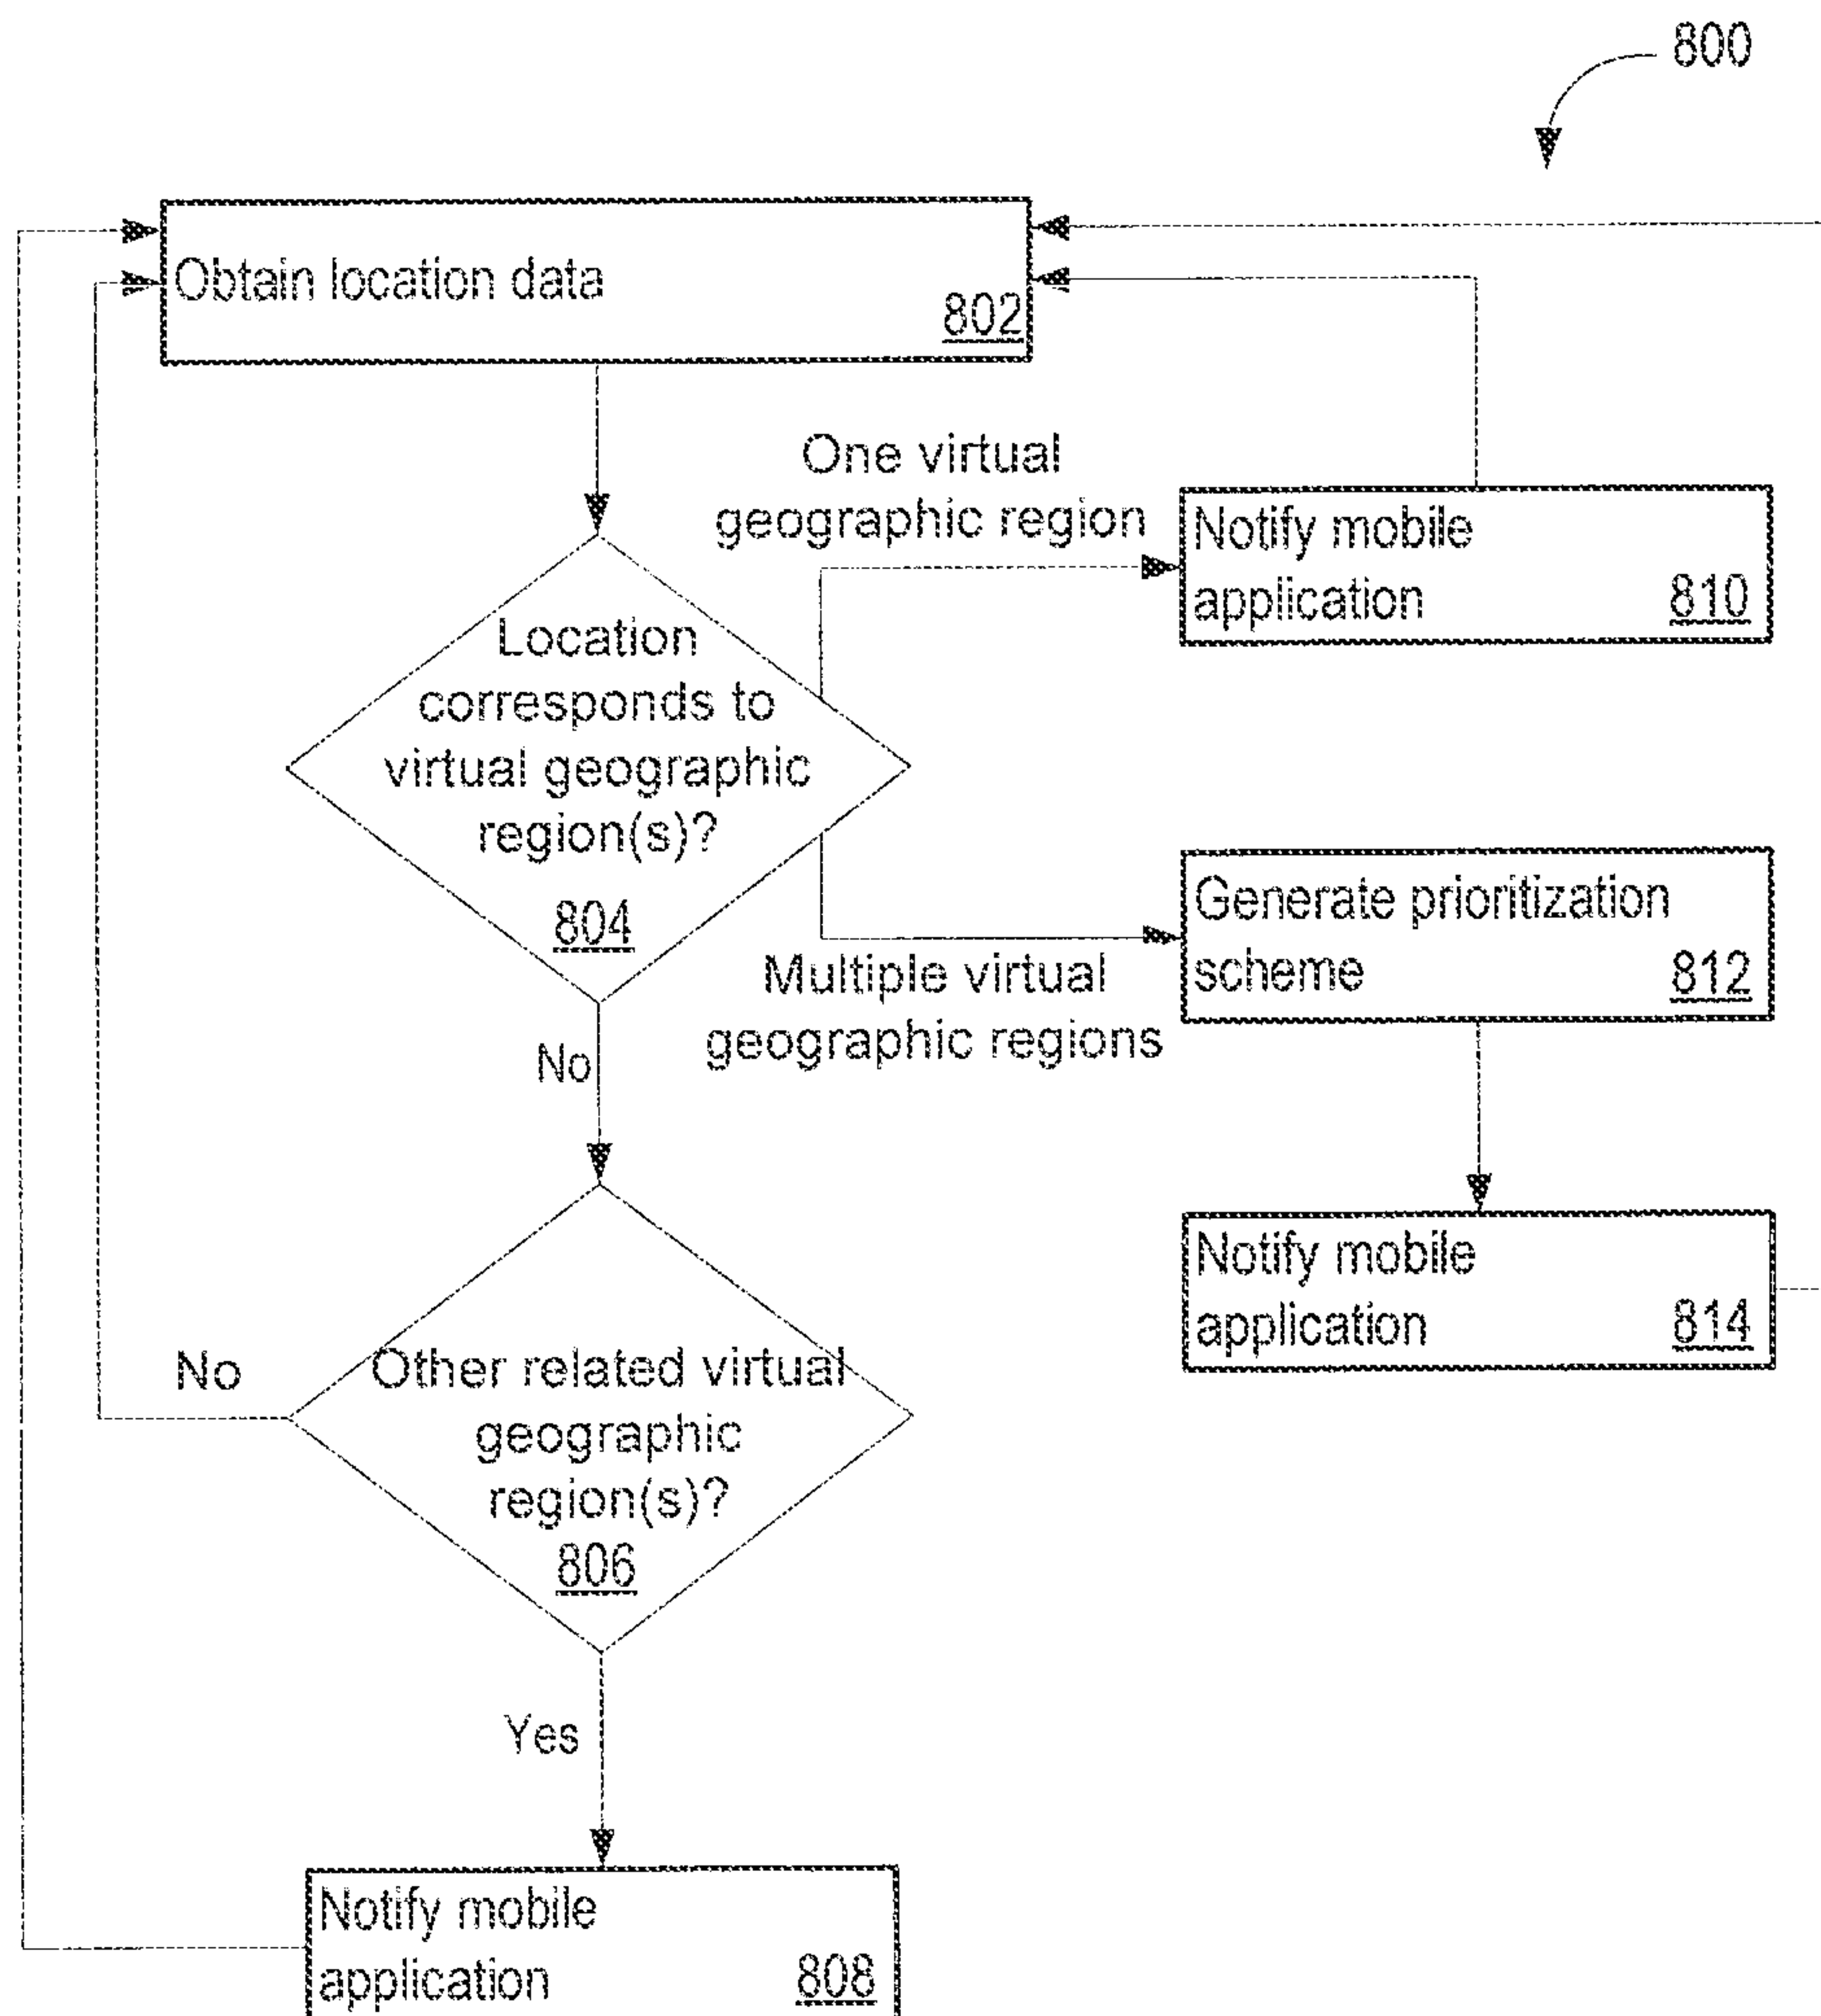 800
Obtain location data
802
One virtual
geographic region
Notify mobile
application 810
Location
corresponds to
virtual geographic
region(s)?
804
Generate prioritization
scheme 812
Multiple virtual
geographic regions
No
Notify mobile
application 814
No
Other related virtual
geographic
region(s)?
806
Yes
Notify mobile
application 808